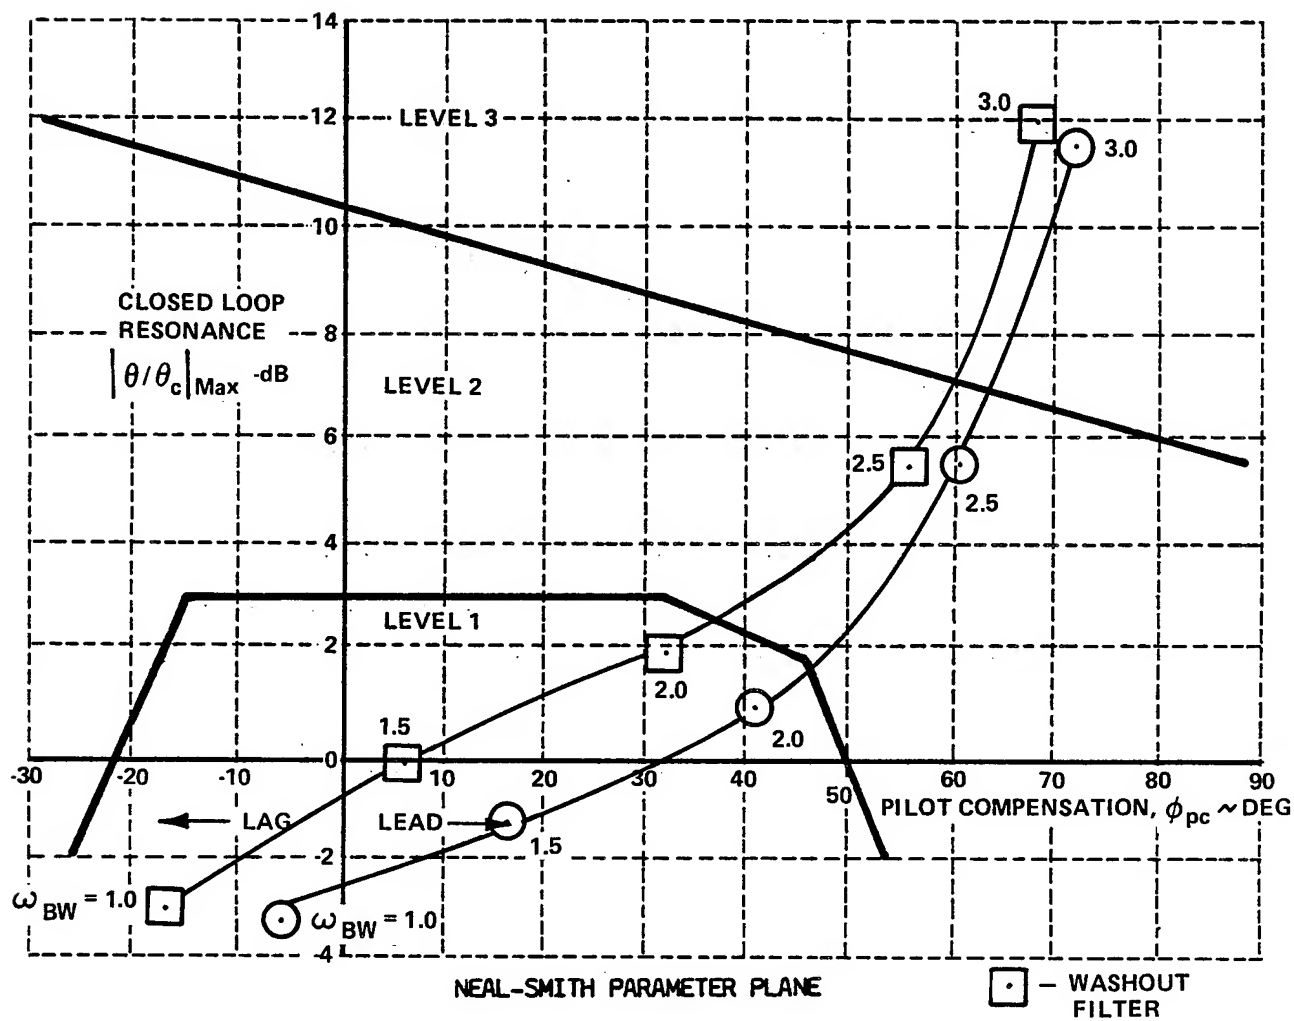 14
3.0
LEVEL 3
12
3.0
10
CLOSED LOOP
RESONANCE
8
|θ/θc|Max -dB
LEVEL 2
6
2.5
2.5
4
LEVEL 1
2
2.0
1.5
2.0
0
-30 -20 -10 10 20 30 40 50 60 70 80 90
PILOT COMPENSATION, ϕpc ~ DEG
LAG
LEAD
1.5
-2
ωBW = 1.0
ωBW = 1.0
-4
NEAL-SMITH PARAMETER PLANE
– WASHOUT
FILTER